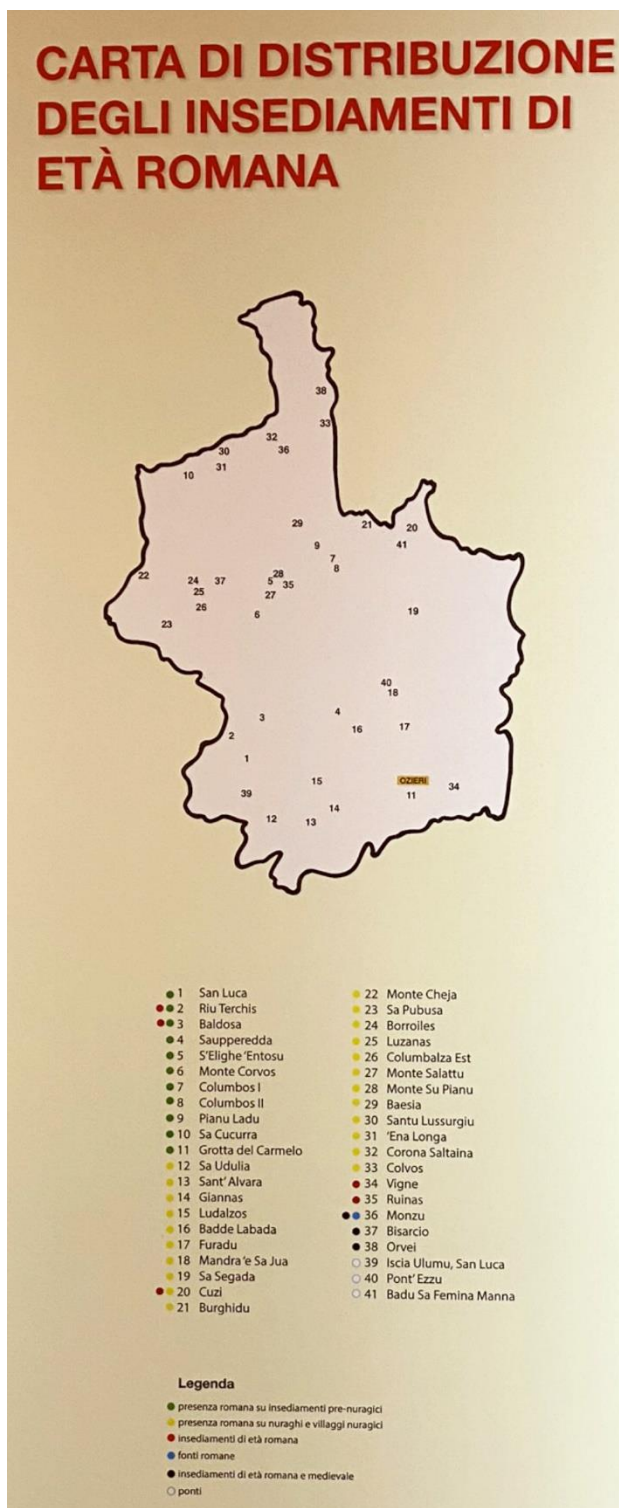 CARTA DI DISTRIBUZIONE
DEGLI INSEDIAMENTI DI
ETÀ ROMANA
38
33
32
36
30
31
10
29
21
20
41
9
7
8
22
24
37
5
28
35
25
27
26
6
23
19
40
18
3
4
16
17
2
1
15
OZIERI
39
34
11
14
12
13
1 San Luca
2 Riu Terchis
3 Baldosa
4 Saupperedda
5 S'Elighe 'Entosu
6 Monte Corvos
7 Columbos I
8 Columbos II
9 Pianu Ladu
10 Sa Cucurra
11 Grotta del Carmelo
12 Sa Udulia
13 Sant'Alvara
14 Giannas
15 Ludalzos
16 Badde Labada
17 Furadu
18 Mandra 'e Sa Jua
19 Sa Segada
20 Cuzi
21 Burghidu
22 Monte Cheja
23 Sa Pubusa
24 Borroiles
25 Luzanas
26 Columbalza Est
27 Monte Salattu
28 Monte Su Pianu
29 Baesia
30 Santu Lussurgiu
31 'Ena Longa
32 Corona Saltaina
33 Colvos
34 Vigne
35 Ruinas
36 Monzu
37 Bisarcio
38 Orvei
39 Iscia Ulumu, San Luca
40 Pont' Ezzu
41 Badu Sa Femina Manna
Legenda
presenza romana su insediamenti pre-nuragici
presenza romana su nuraghi e villaggi nuragici
insediamenti di età romana
fonti romane
insediamenti di età romana e medievale
ponti